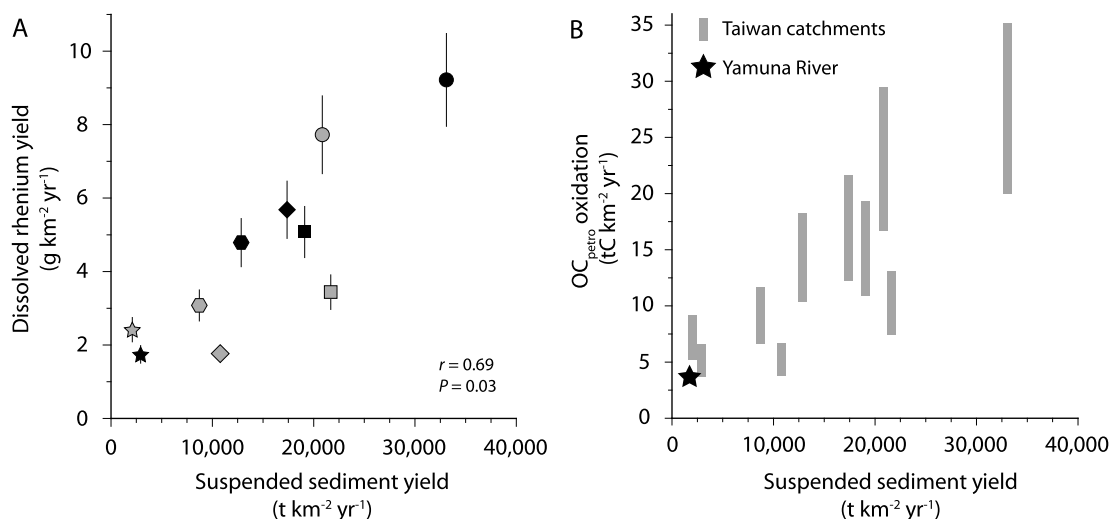 A
10
8
6
4
2
0
Dissolved rhenium yield
(g km⁻² yr⁻¹)
r = 0.69
P = 0.03
0 10,000 20,000 30,000 40,000
Suspended sediment yield
(t km⁻² yr⁻¹)
B
35
30
25
20
15
10
5
0
OCpetro oxidation
(tC km⁻² yr⁻¹)
Taiwan catchments
Yamuna River
0 10,000 20,000 30,000 40,000
Suspended sediment yield
(t km⁻² yr⁻¹)